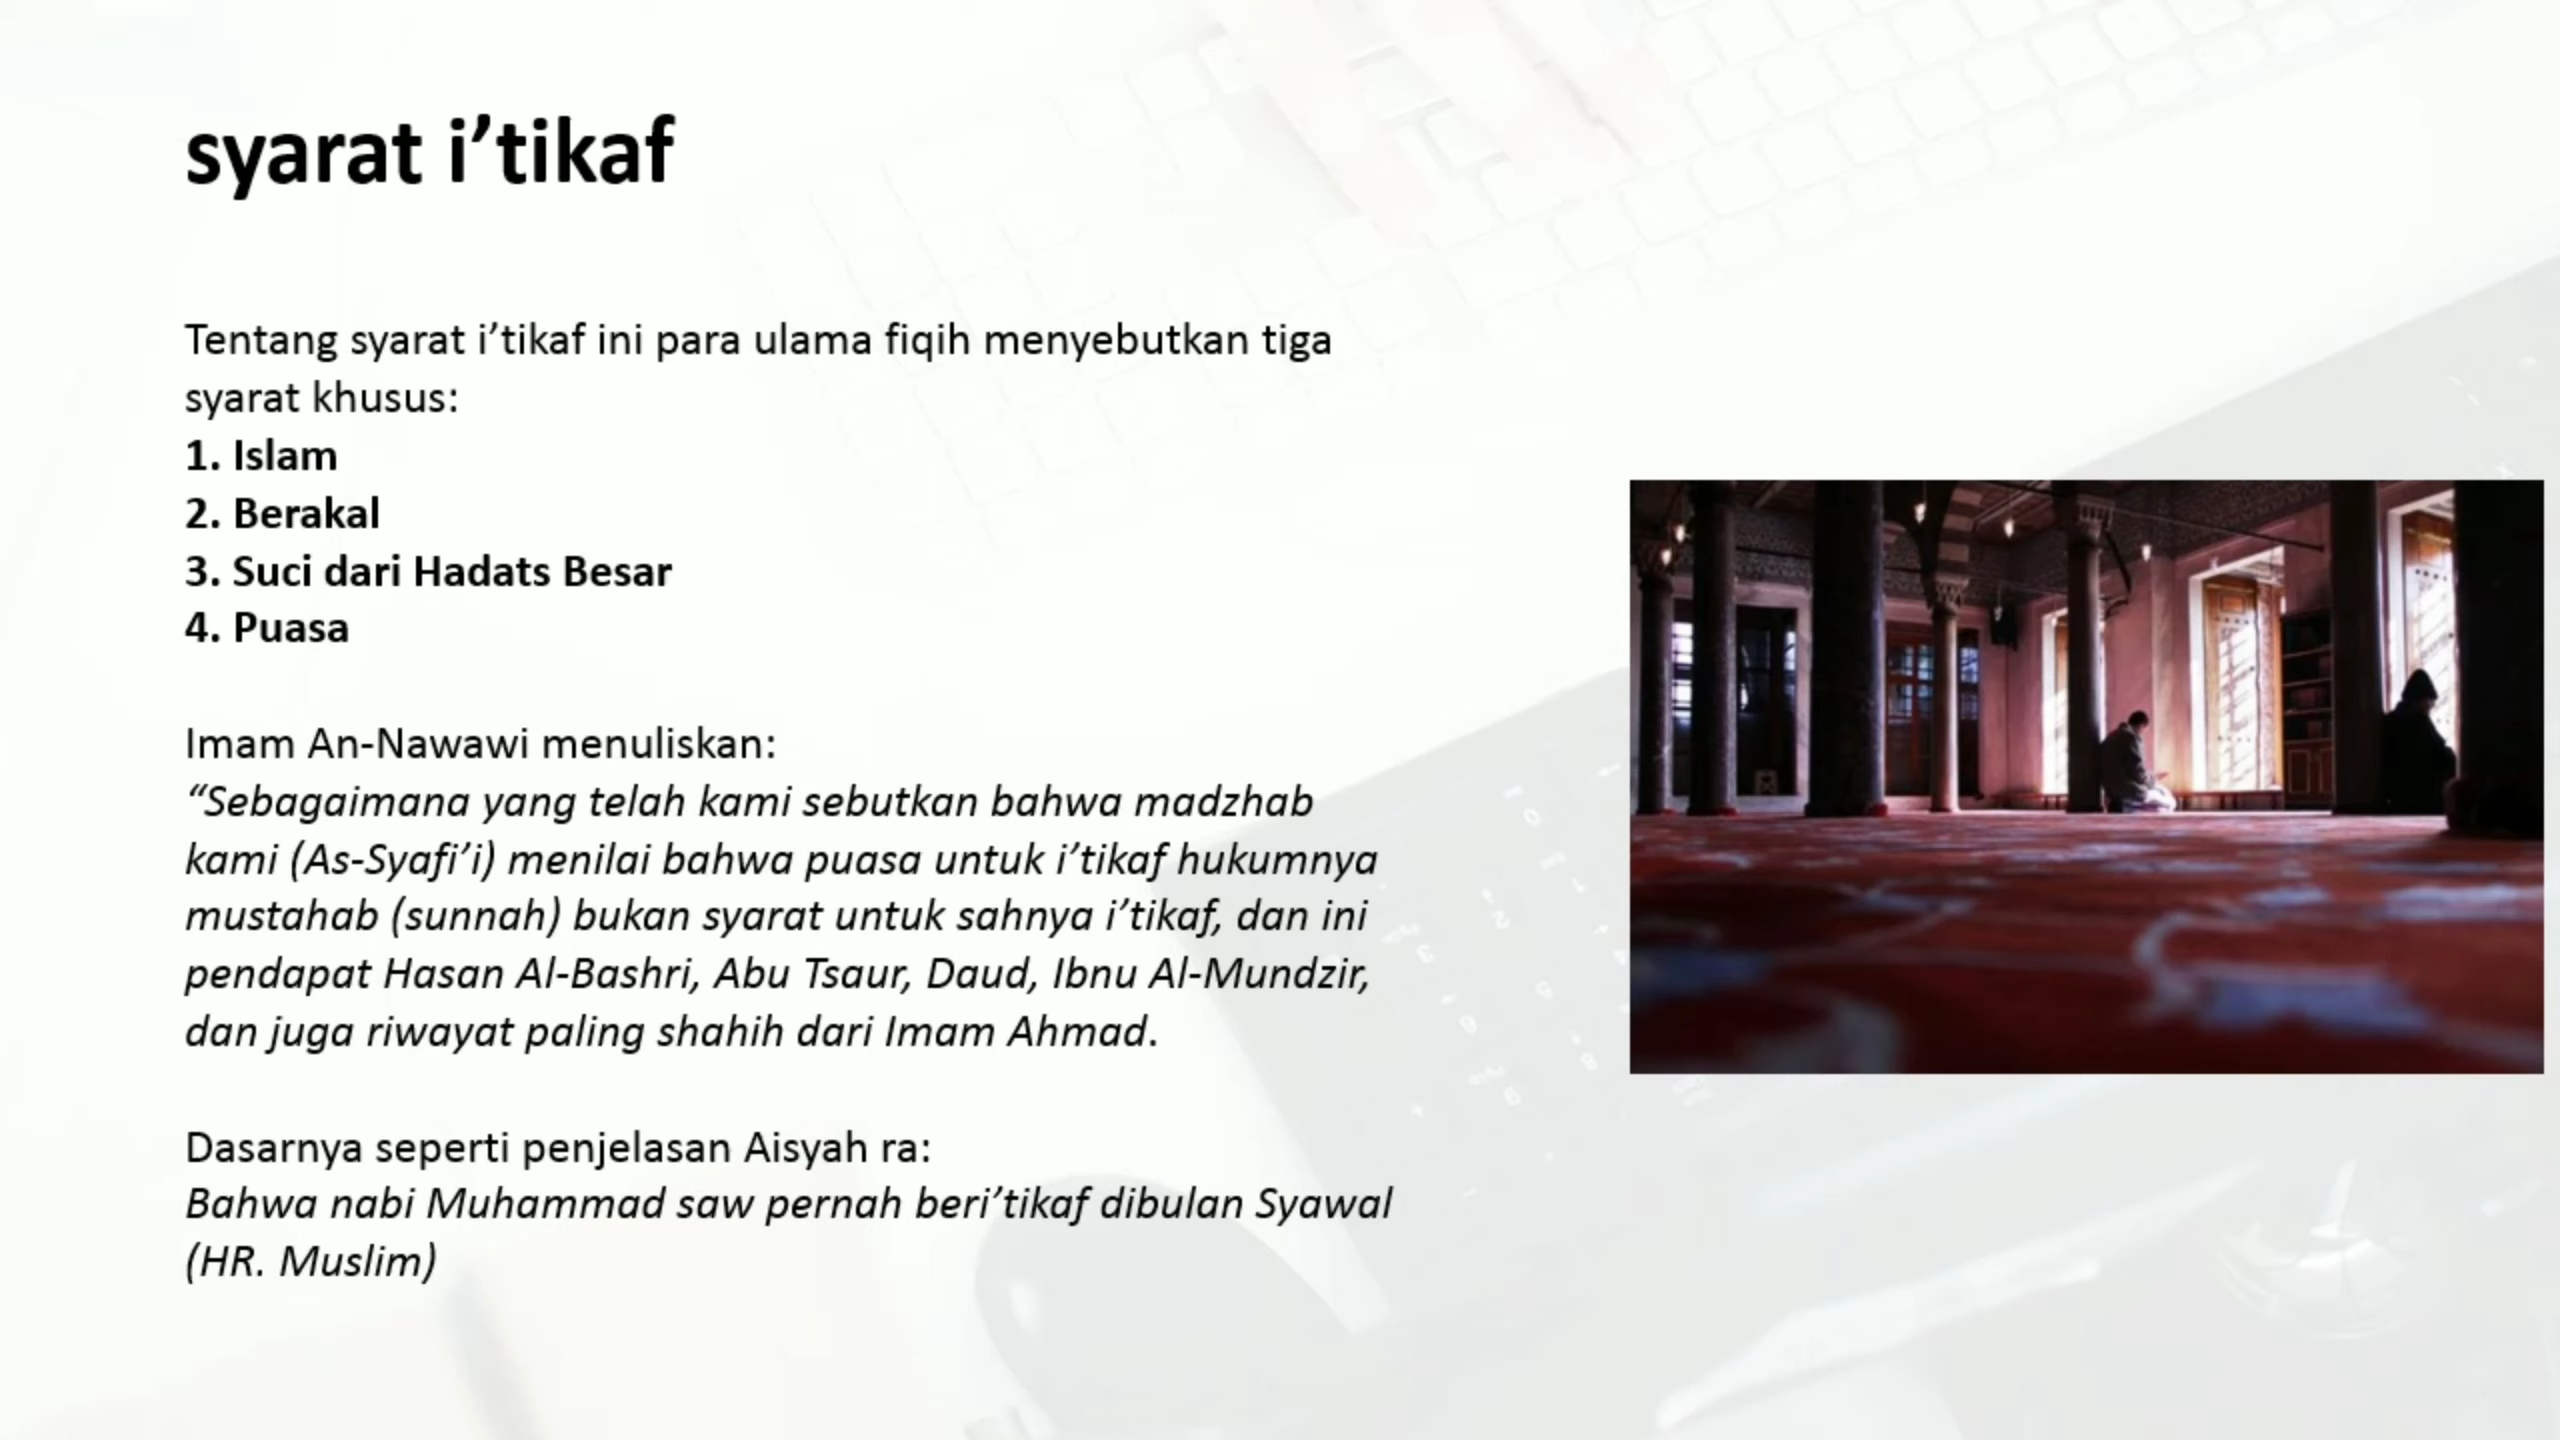 syarat i’tikaf
Tentang syarat i’tikaf ini para ulama fiqih menyebutkan tiga
syarat khusus:
1. Islam
2. Berakal
3. Suci dari Hadats Besar
4. Puasa
Imam An-Nawawi menuliskan:
“Sebagaimana yang telah kami sebutkan bahwa madzhab
kami (As-Syafi’i) menilai bahwa puasa untuk i’tikaf hukumnya
mustahab (sunnah) bukan syarat untuk sahnya i’tikaf, dan ini
pendapat Hasan Al-Bashri, Abu Tsaur, Daud, Ibnu Al-Mundzir,
dan juga riwayat paling shahih dari Imam Ahmad.
Dasarnya seperti penjelasan Aisyah ra:
Bahwa nabi Muhammad saw pernah beri’tikaf dibulan Syawal
(HR. Muslim)